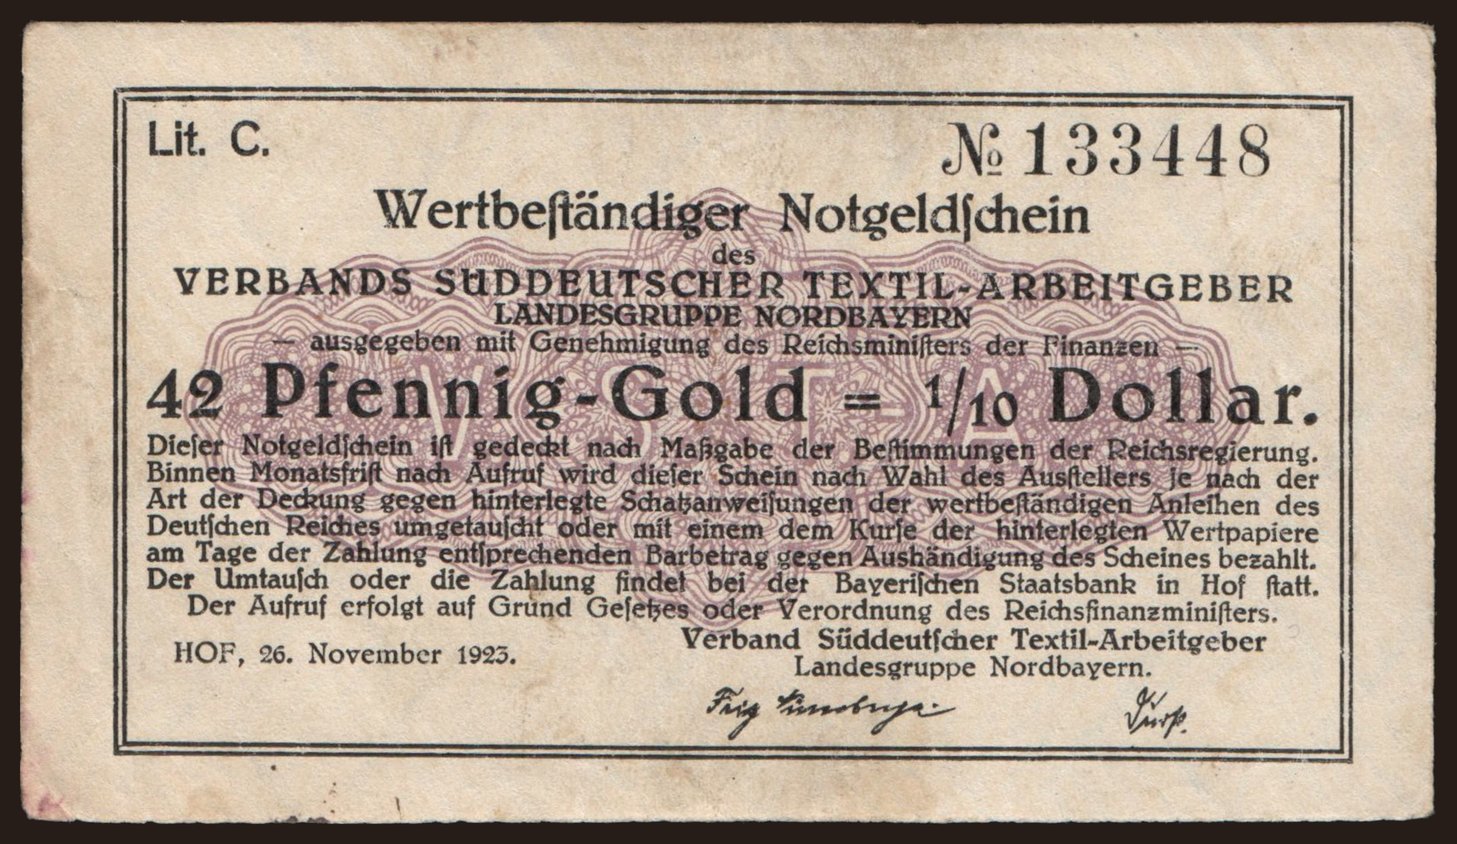 Lit. C.
№ 133448
Wertbeſtändiger Notgeldſchein
des
VERBANDS SÜDDEUTSCHER TEXTIL-ARBEITGEBER
LANDESGRUPPE NORDBAYERN
— ausgegeben mit Genehmigung des Reichsminiſters der Finanzen —
V S T A
42 Pfennig-Gold = 1/10 Dollar.
Dieſer Notgeldſchein iſt gedeckt nach Maßgabe der Beſtimmungen der Reichsregierung.
Binnen Monatsfriſt nach Aufruf wird dieſer Schein nach Wahl des Ausſtellers je nach der
Art der Deckung gegen hinterlegte Schatzanweiſungen der wertbeſtändigen Anleihen des
Deutſchen Reiches umgetauſcht oder mit einem dem Kurſe der hinterlegten Wertpapiere
am Tage der Zahlung entſprechenden Barbetrag gegen Aushändigung des Scheines bezahlt.
Der Umtauſch oder die Zahlung findet bei der Bayeriſchen Staatsbank in Hof ſtatt.
Der Aufruf erfolgt auf Grund Geſetzes oder Verordnung des Reichsfinanzminiſters.
HOF, 26. November 1923.
Verband Süddeutſcher Textil-Arbeitgeber
Landesgruppe Nordbayern.